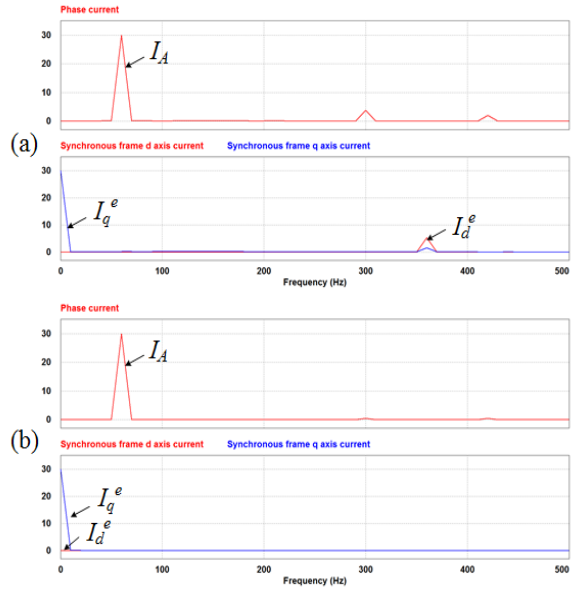 Phase current
30
20
10
0
I_A
(a)
Synchronous frame d axis current Synchronous frame q axis current
30
20
10
0
I_q^e
I_d^e
0 100 200 300 400 500
Frequency (Hz)
Phase current
30
20
10
0
I_A
(b)
Synchronous frame d axis current Synchronous frame q axis current
30
20
10
0
I_q^e
I_d^e
0 100 200 300 400 500
Frequency (Hz)